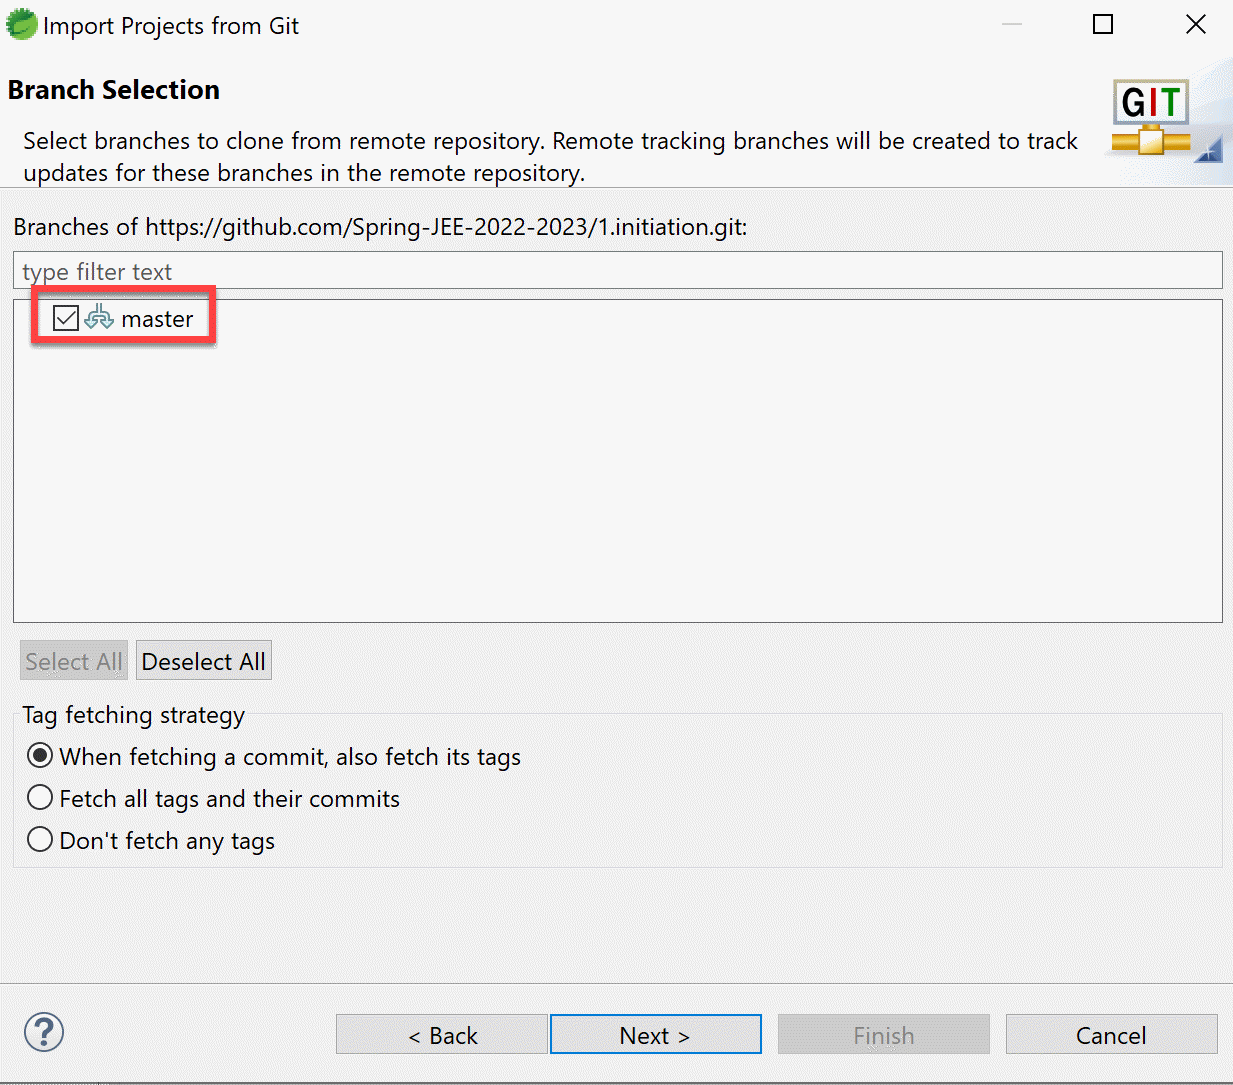 Import Projects from Git
Branch Selection
GIT
Select branches to clone from remote repository. Remote tracking branches will be created to track
updates for these branches in the remote repository.
Branches of https://github.com/Spring-JEE-2022-2023/1.initiation.git:
type filter text
master
Select All Deselect All
Tag fetching strategy
When fetching a commit, also fetch its tags
Fetch all tags and their commits
Don't fetch any tags
? < Back Next > Finish Cancel